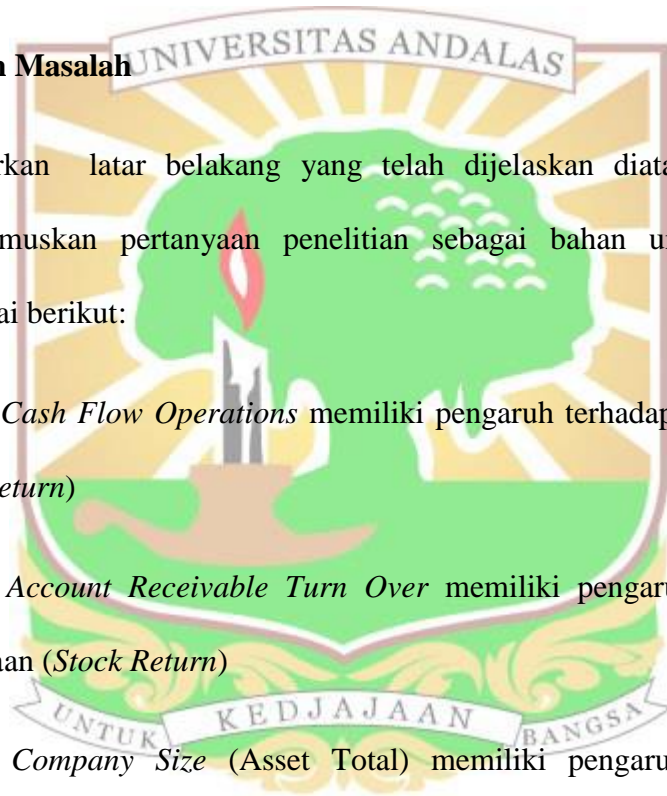 UNIVERSITAS ANDALAS
n Masalah
rkan latar belakang yang telah dijelaskan diata
muskan pertanyaan penelitian sebagai bahan u
ai berikut:
Cash Flow Operations memiliki pengaruh terhadap
eturn)
Account Receivable Turn Over memiliki pengaru
aan (Stock Return)
UNTUK KEDJAJAAN BANGSA
Company Size (Asset Total) memiliki pengaru